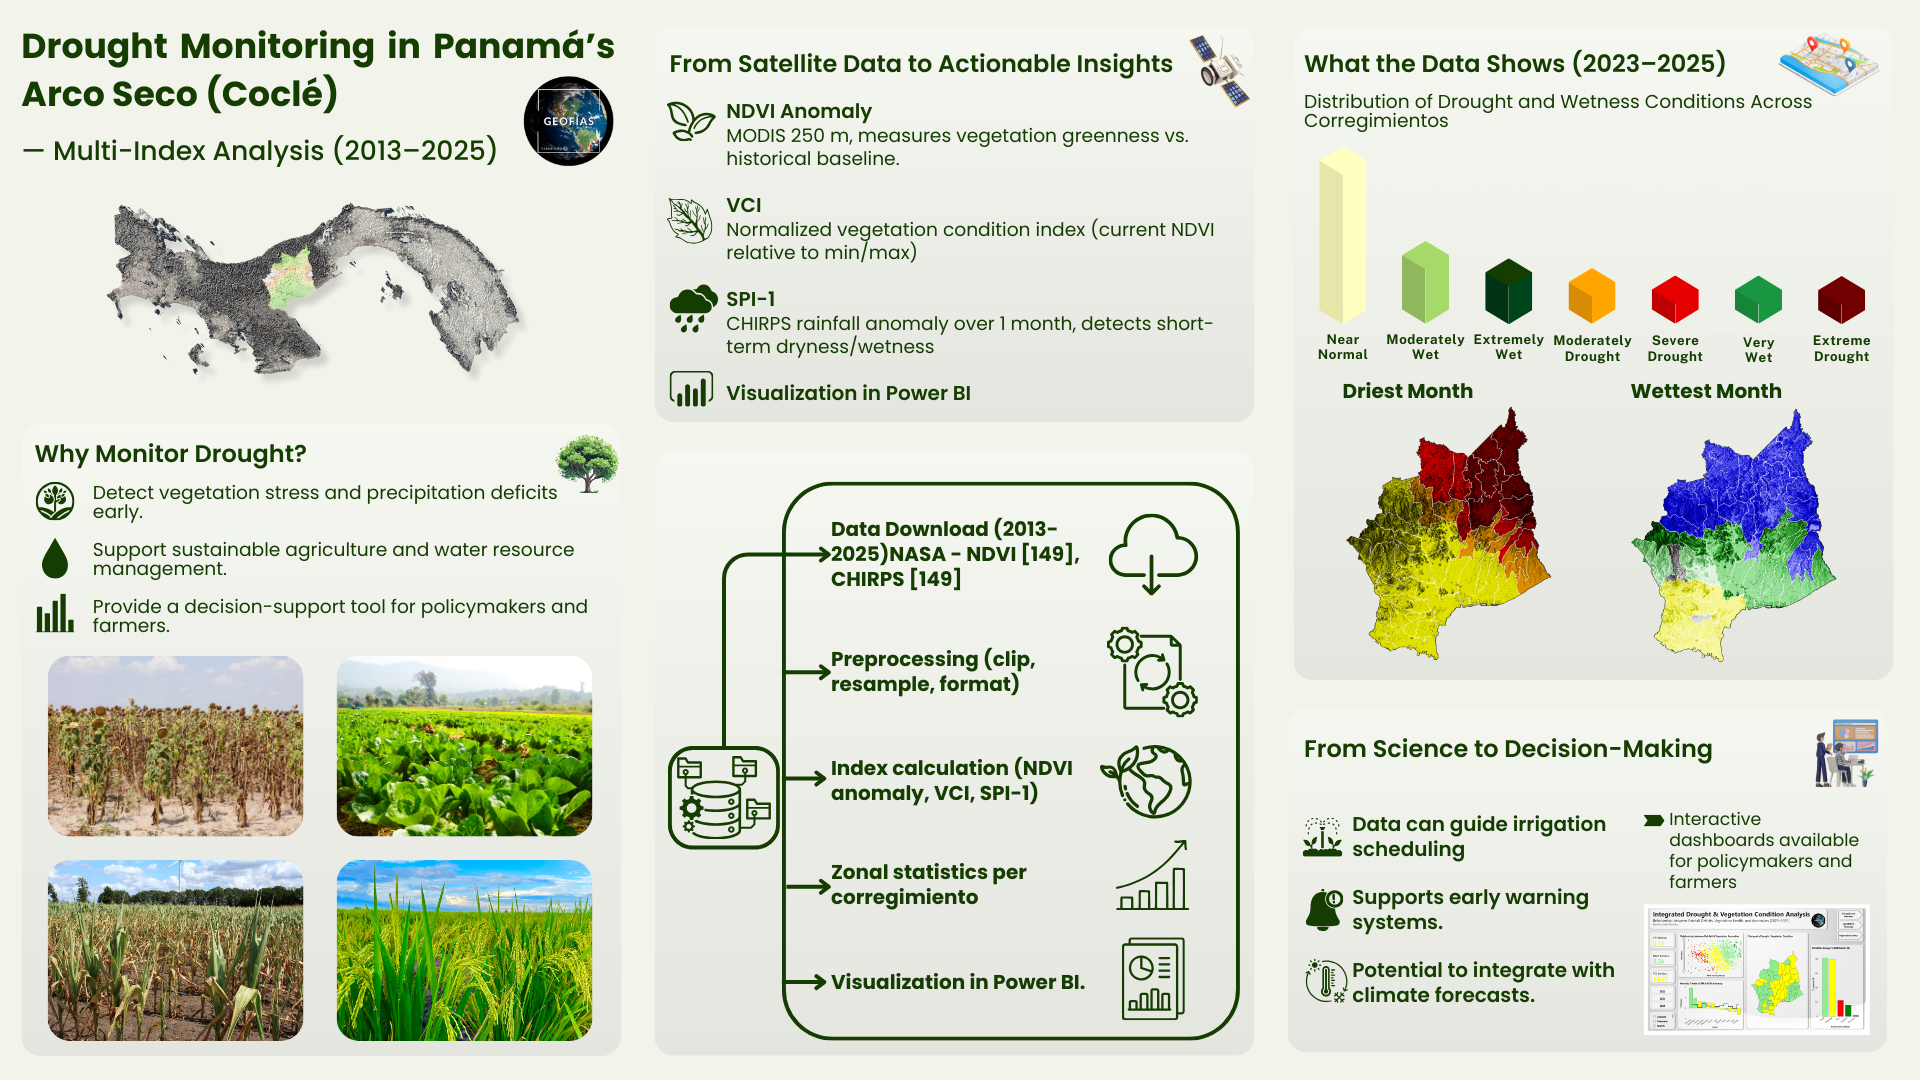 Drought Monitoring in Panamá’s
Arco Seco (Coclé)
— Multi-Index Analysis (2013–2025)
GEOFÍAS
Why Monitor Drought?
Detect vegetation stress and precipitation deficits
early.
Support sustainable agriculture and water resource
management.
Provide a decision-support tool for policymakers and
farmers.
From Satellite Data to Actionable Insights
NDVI Anomaly
MODIS 250 m, measures vegetation greenness vs.
historical baseline.
VCI
Normalized vegetation condition index (current NDVI
relative to min/max)
SPI-1
CHIRPS rainfall anomaly over 1 month, detects short-
term dryness/wetness
Visualization in Power BI
Data Download (2013-
2025)NASA - NDVI [149],
CHIRPS [149]
Preprocessing (clip,
resample, format)
Index calculation (NDVI
anomaly, VCI, SPI-1)
Zonal statistics per
corregimiento
Visualization in Power BI.
What the Data Shows (2023–2025)
Distribution of Drought and Wetness Conditions Across
Corregimientos
Near
Normal
Moderately
Wet
Extremely
Wet
Moderately
Drought
Severe
Drought
Very
Wet
Extreme
Drought
Driest Month
Wettest Month
From Science to Decision-Making
Data can guide irrigation
scheduling
Supports early warning
systems.
Potential to integrate with
climate forecasts.
Interactive
dashboards available
for policymakers and
farmers
Integrated Drought & Vegetation Condition Analysis